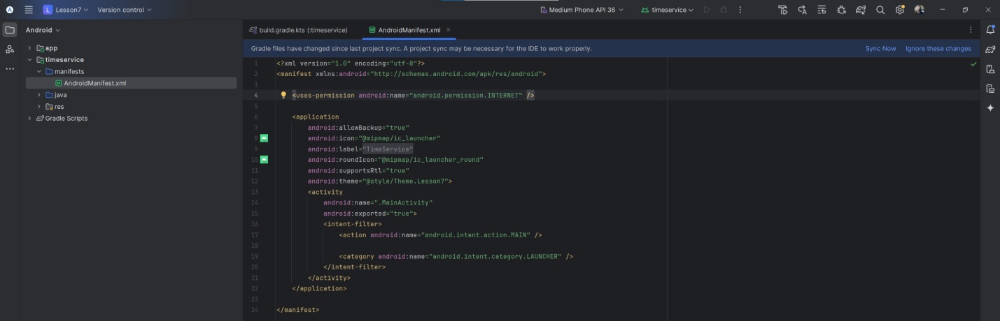 L Lesson7 Version control Medium Phone API 36 timeservice
Android
build.gradle.kts (:timeservice) AndroidManifest.xml
Gradle files have changed since last project sync. A project sync may be necessary for the IDE to work properly. Sync Now Ignore these changes
app
timeservice
manifests
AndroidManifest.xml
java
res
Gradle Scripts
1 <?xml version="1.0" encoding="utf-8"?>
2 <manifest xmlns:android="http://schemas.android.com/apk/res/android">
3
4 <uses-permission android:name="android.permission.INTERNET" />
5
6 <application
7 android:allowBackup="true"
8 android:icon="@mipmap/ic_launcher"
9 android:label="TimeService"
10 android:roundIcon="@mipmap/ic_launcher_round"
11 android:supportsRtl="true"
12 android:theme="@style/Theme.Lesson7">
13 <activity
14 android:name=".MainActivity"
15 android:exported="true">
16 <intent-filter>
17 <action android:name="android.intent.action.MAIN" />
18
19 <category android:name="android.intent.category.LAUNCHER" />
20 </intent-filter>
21 </activity>
22 </application>
23
24 </manifest>